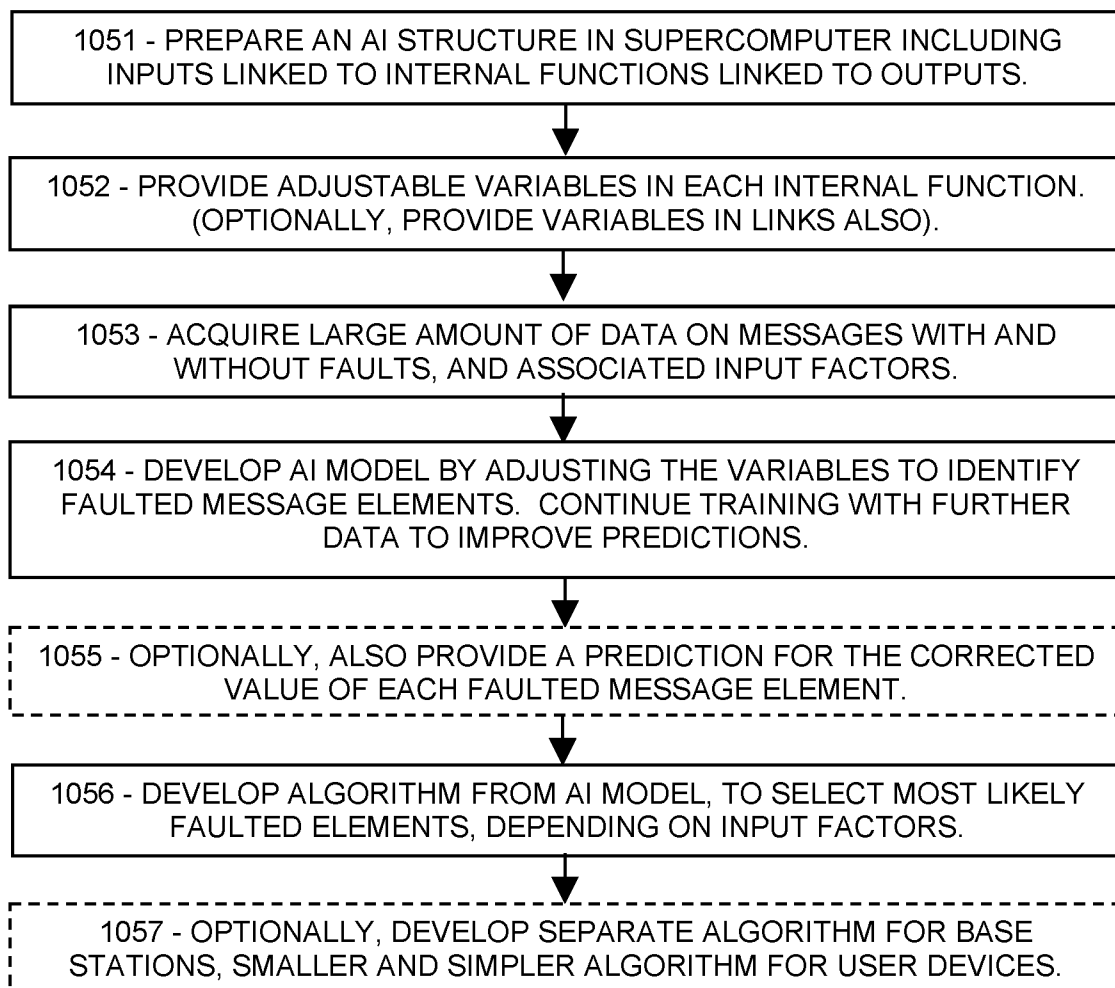 1051 - PREPARE AN AI STRUCTURE IN SUPERCOMPUTER INCLUDING
INPUTS LINKED TO INTERNAL FUNCTIONS LINKED TO OUTPUTS.
1052 - PROVIDE ADJUSTABLE VARIABLES IN EACH INTERNAL FUNCTION.
(OPTIONALLY, PROVIDE VARIABLES IN LINKS ALSO).
1053 - ACQUIRE LARGE AMOUNT OF DATA ON MESSAGES WITH AND
WITHOUT FAULTS, AND ASSOCIATED INPUT FACTORS.
1054 - DEVELOP AI MODEL BY ADJUSTING THE VARIABLES TO IDENTIFY
FAULTED MESSAGE ELEMENTS. CONTINUE TRAINING WITH FURTHER
DATA TO IMPROVE PREDICTIONS.
1055 - OPTIONALLY, ALSO PROVIDE A PREDICTION FOR THE CORRECTED
VALUE OF EACH FAULTED MESSAGE ELEMENT.
1056 - DEVELOP ALGORITHM FROM AI MODEL, TO SELECT MOST LIKELY
FAULTED ELEMENTS, DEPENDING ON INPUT FACTORS.
1057 - OPTIONALLY, DEVELOP SEPARATE ALGORITHM FOR BASE
STATIONS, SMALLER AND SIMPLER ALGORITHM FOR USER DEVICES.